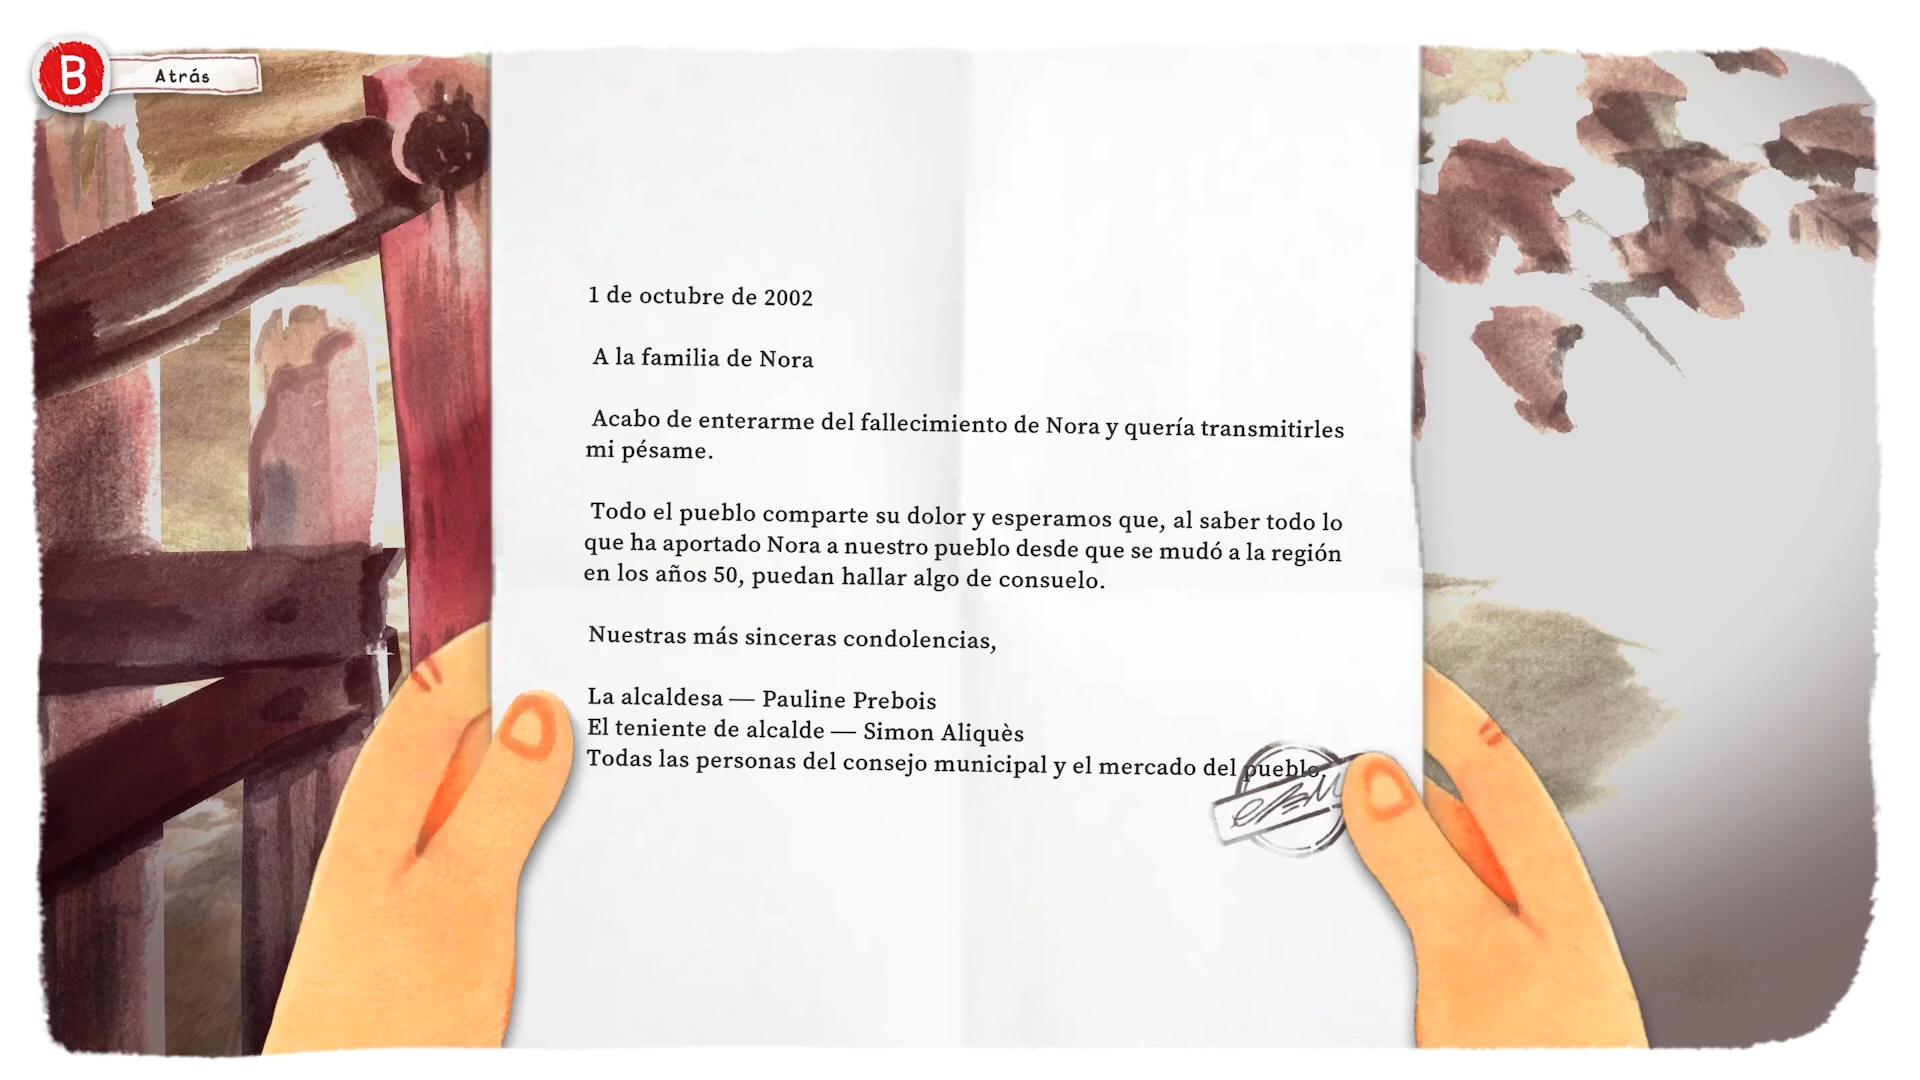 B
Atrás
1 de octubre de 2002
A la familia de Nora
Acabo de enterarme del fallecimiento de Nora y quería transmitirles
mi pésame.
Todo el pueblo comparte su dolor y esperamos que, al saber todo lo
que ha aportado Nora a nuestro pueblo desde que se mudó a la región
en los años 50, puedan hallar algo de consuelo.
Nuestras más sinceras condolencias,
La alcaldesa — Pauline Prebois
El teniente de alcalde — Simon Aliquès
Todas las personas del consejo municipal y el mercado del pueblo.